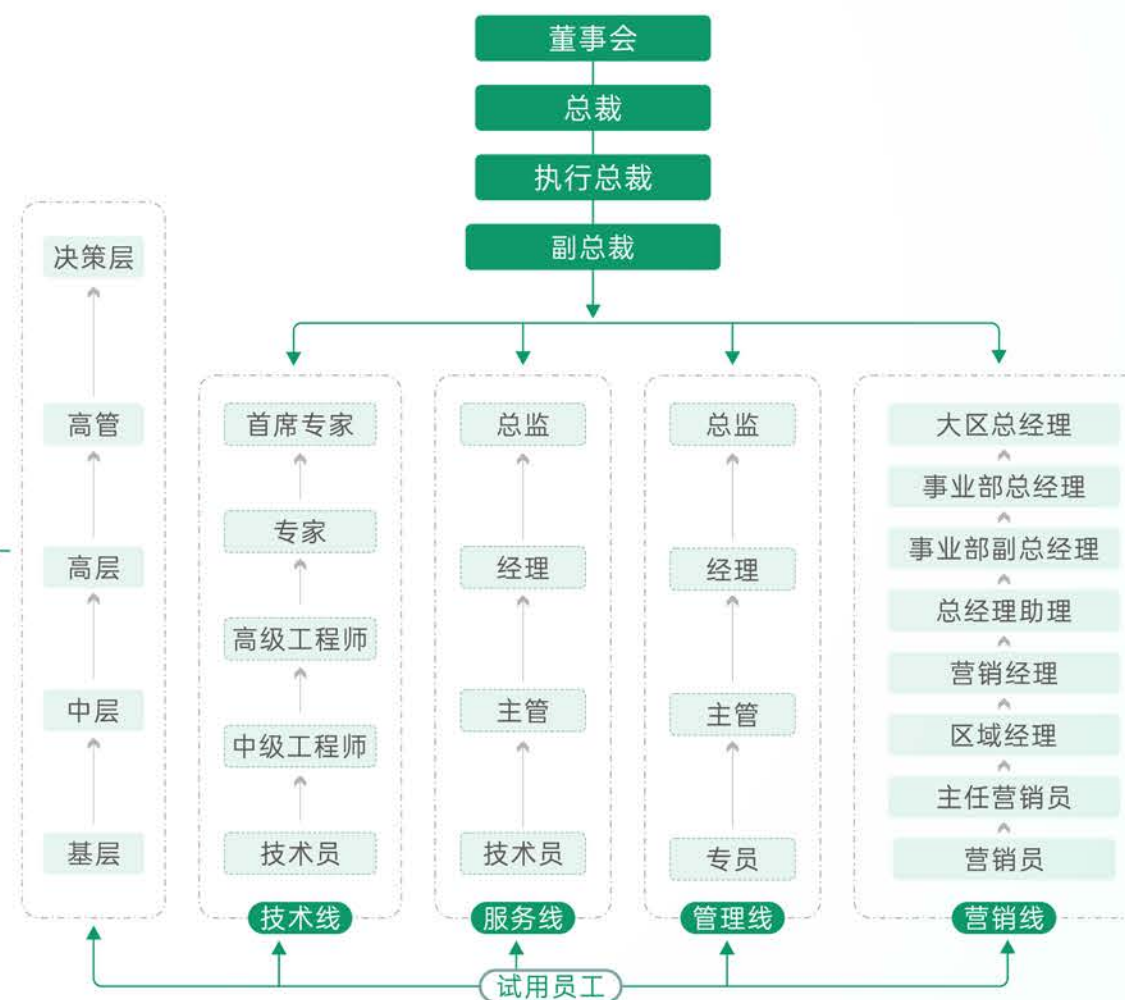 董事会
总裁
执行总裁
副总裁
决策层
高管
高层
中层
基层
首席专家
专家
高级工程师
中级工程师
技术员
技术线
总监
经理
主管
技术员
服务线
总监
经理
主管
专员
管理线
大区总经理
事业部总经理
事业部副总经理
总经理助理
营销经理
区域经理
主任营销员
营销员
营销线
试用员工